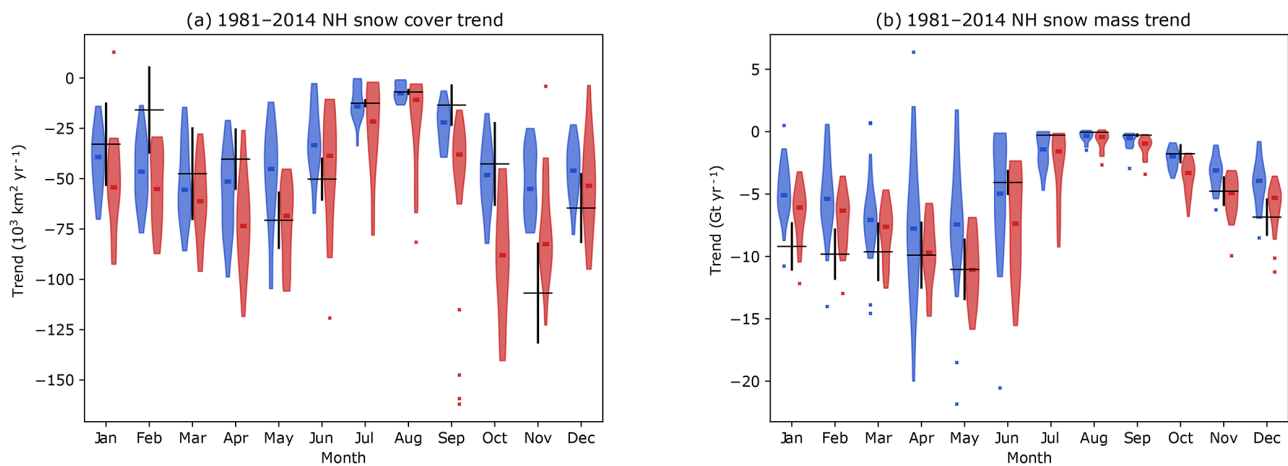 (a) 1981–2014 NH snow cover trend
Trend (10³ km² yr⁻¹)
0
−25
−50
−75
−100
−125
−150
Jan Feb Mar Apr May Jun Jul Aug Sep Oct Nov Dec
Month
(b) 1981–2014 NH snow mass trend
Trend (Gt yr⁻¹)
5
0
−5
−10
−15
−20
Jan Feb Mar Apr May Jun Jul Aug Sep Oct Nov Dec
Month